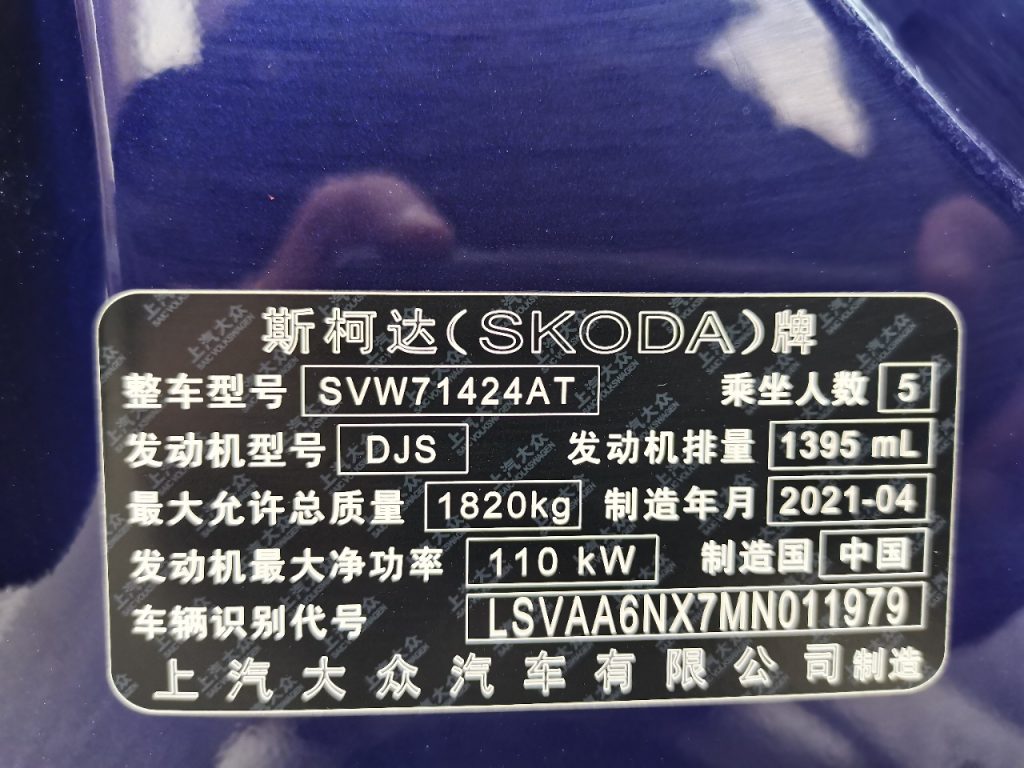 斯柯达(SKODA)牌
整车型号 SVW71424AT 乘坐人数 5
发动机型号 DJS 发动机排量 1395 mL
最大允许总质量 1820kg 制造年月 2021-04
发动机最大净功率 110 kW 制造国 中国
车辆识别代号 LSVAA6NX7MN011979
上汽大众汽车有限公司制造